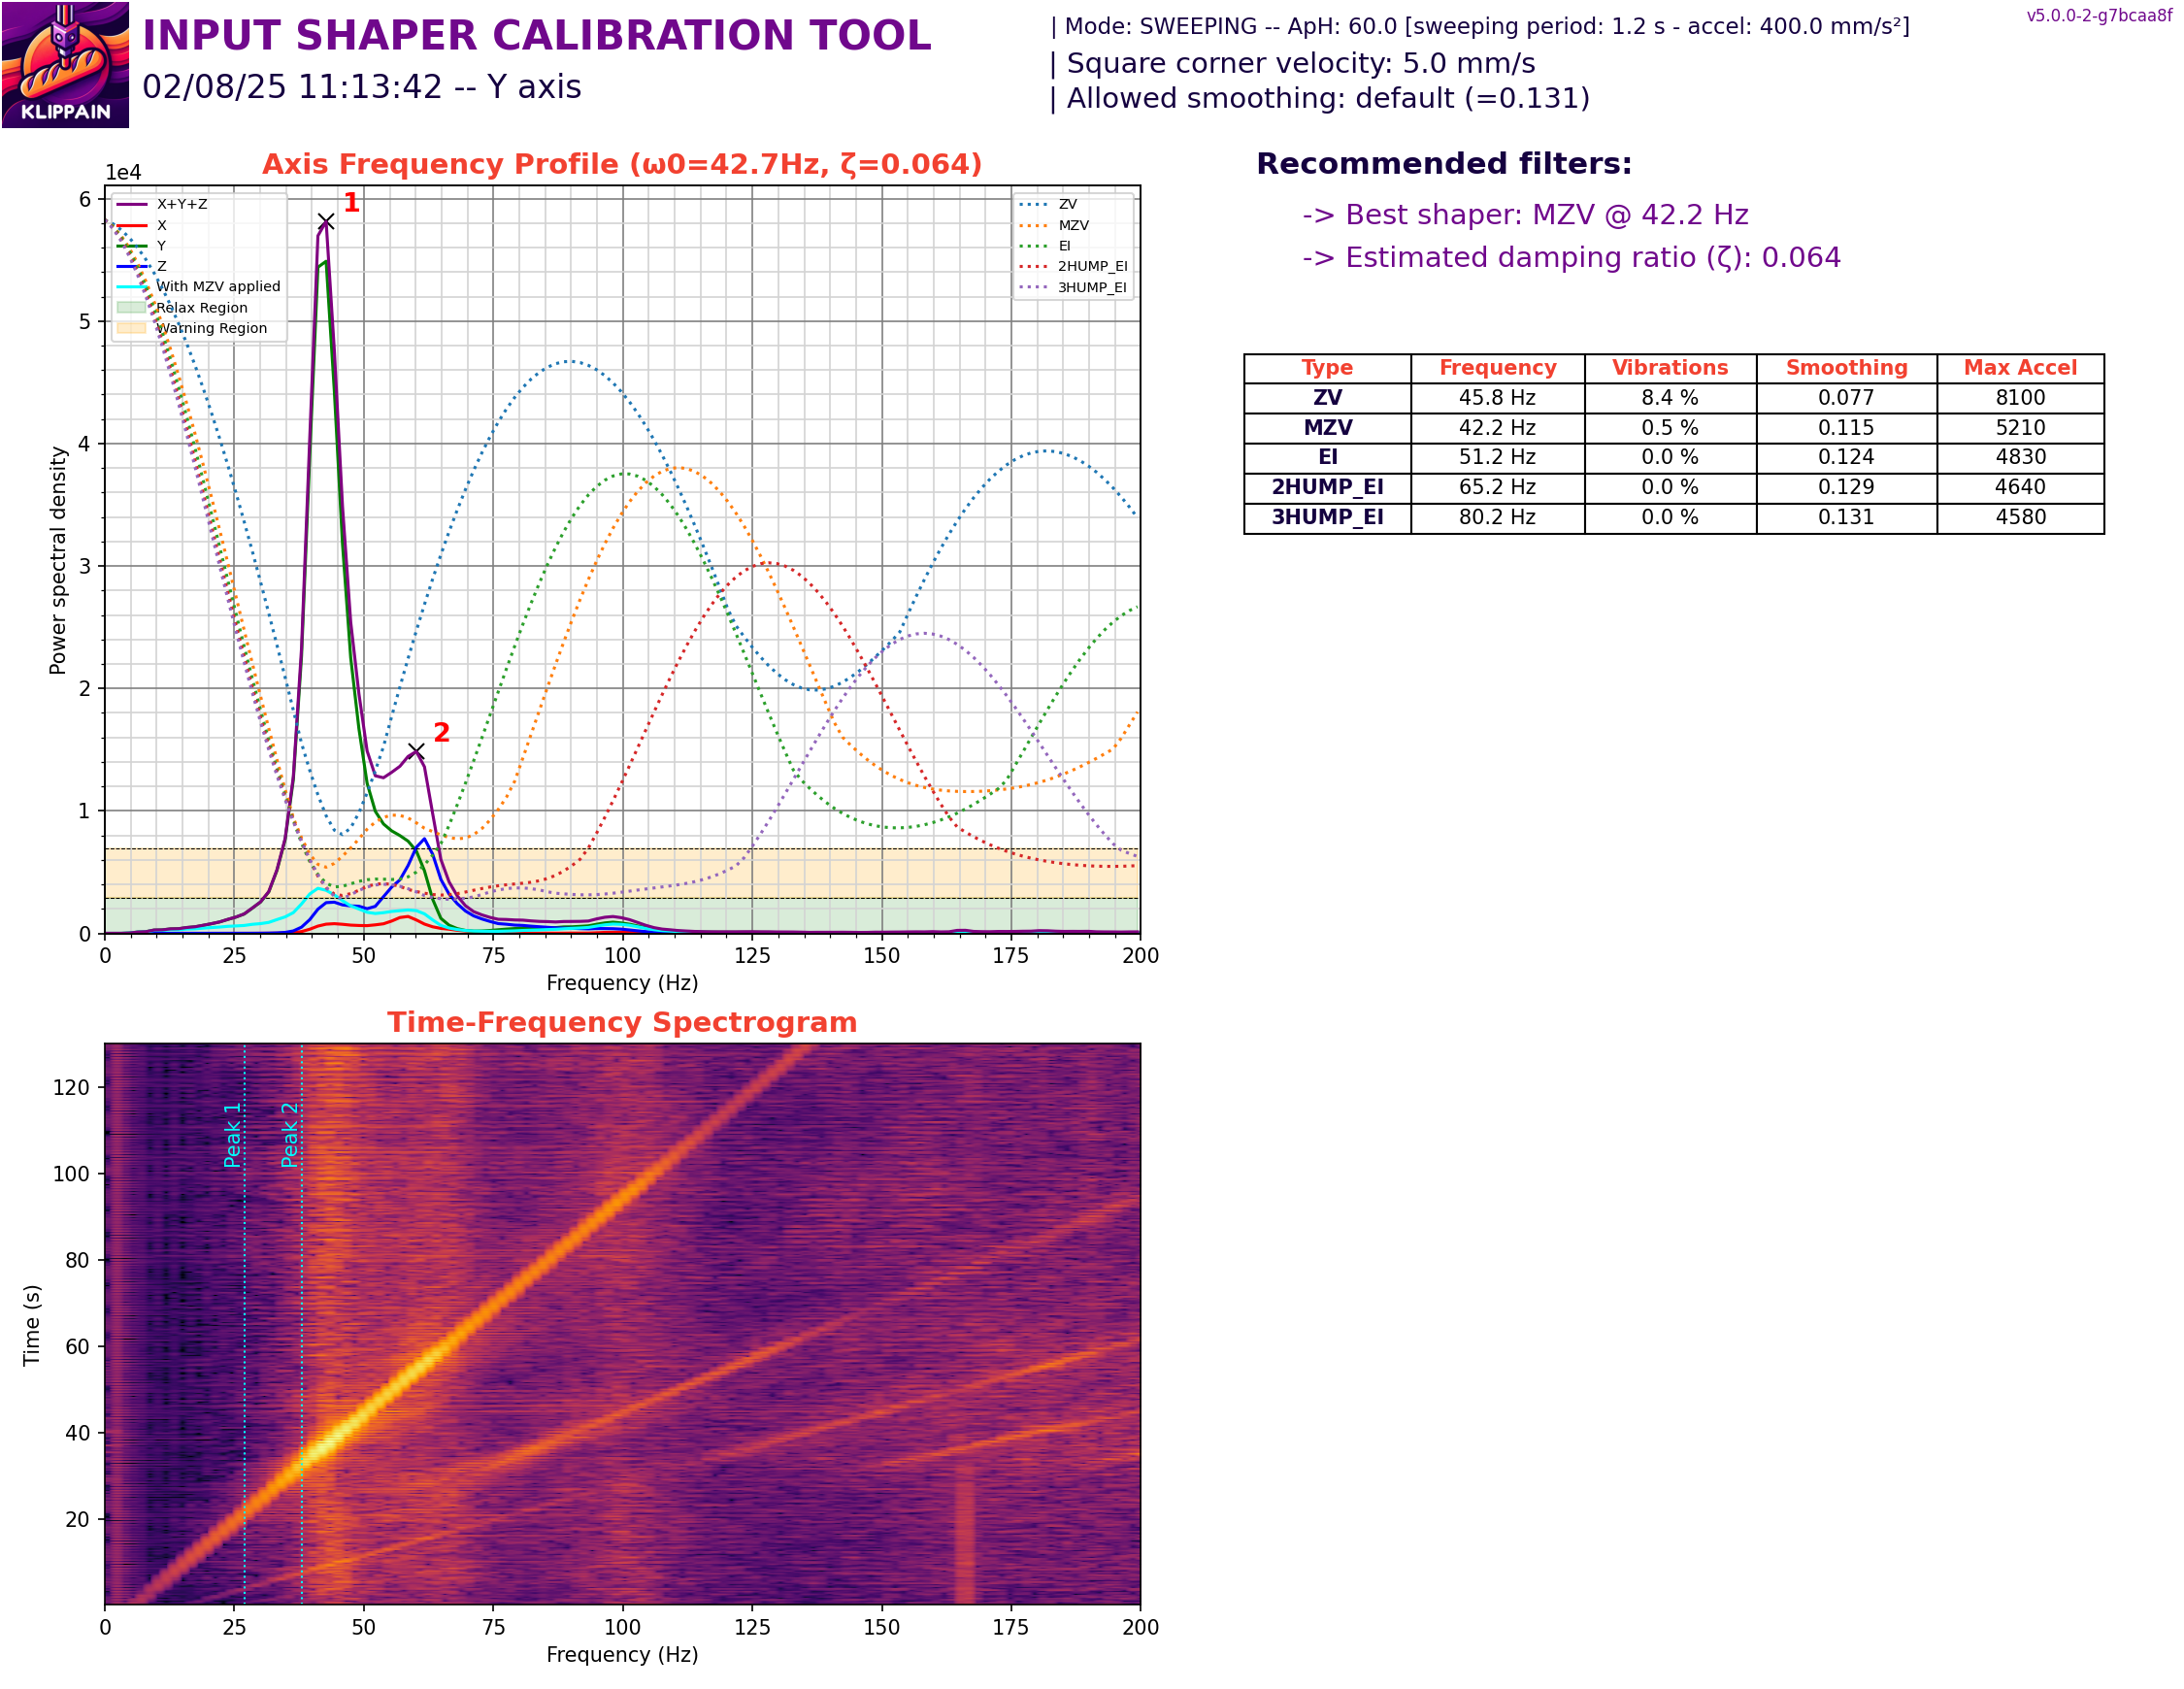 KLIPPAIN
INPUT SHAPER CALIBRATION TOOL
02/08/25 11:13:42 -- Y axis
| Mode: SWEEPING -- ApH: 60.0 [sweeping period: 1.2 s - accel: 400.0 mm/s²]
| Square corner velocity: 5.0 mm/s
| Allowed smoothing: default (=0.131)
v5.0.0-2-g7bcaa8f
Axis Frequency Profile (ω0=42.7Hz, ζ=0.064)
1e4
6
5
4
3
2
1
0
Power spectral density
X+Y+Z
X
Y
Z
With MZV applied
Relax Region
Warning Region
1
2
ZV
MZV
EI
2HUMP_EI
3HUMP_EI
0 25 50 75 100 125 150 175 200
Frequency (Hz)
Recommended filters:
-> Best shaper: MZV @ 42.2 Hz
-> Estimated damping ratio (ζ): 0.064
Type Frequency Vibrations Smoothing Max Accel
ZV 45.8 Hz 8.4 % 0.077 8100
MZV 42.2 Hz 0.5 % 0.115 5210
EI 51.2 Hz 0.0 % 0.124 4830
2HUMP_EI 65.2 Hz 0.0 % 0.129 4640
3HUMP_EI 80.2 Hz 0.0 % 0.131 4580
Time-Frequency Spectrogram
120
100
80
60
40
20
Time (s)
Peak 1
Peak 2
0 25 50 75 100 125 150 175 200
Frequency (Hz)